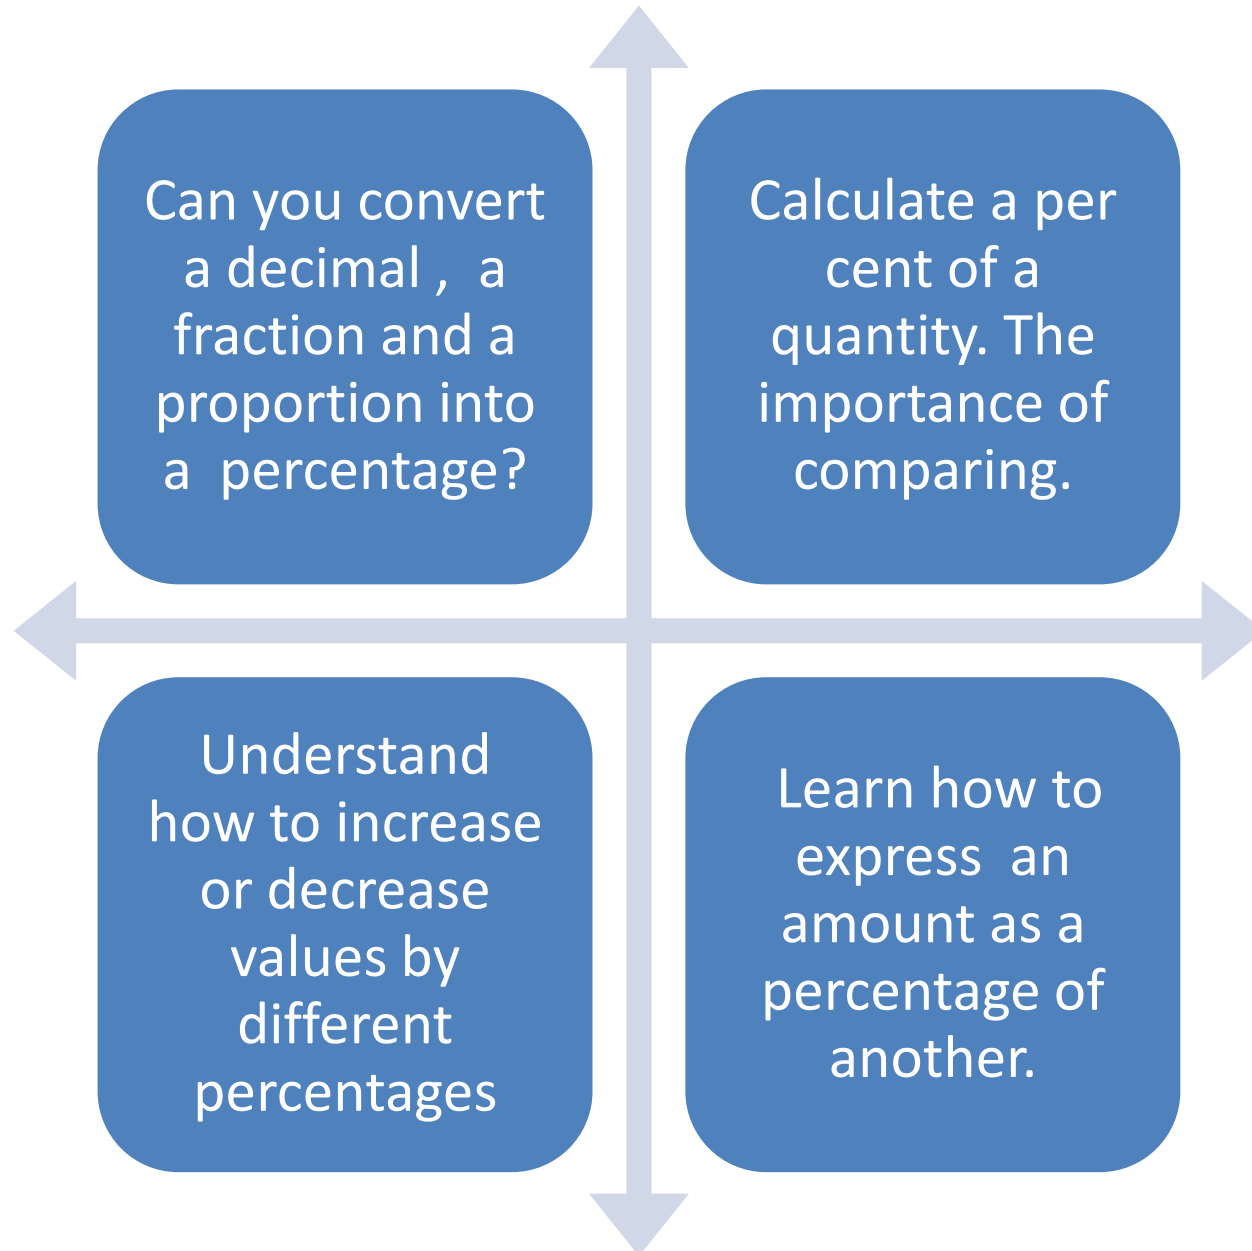 Can you convert
a decimal ,  a
fraction and a
proportion into
a  percentage?
Calculate a per
cent of a
quantity. The
importance of
comparing.
Understand
how to increase
or decrease
values by
different
percentages
Learn how to
express  an
amount as a
percentage of
another.